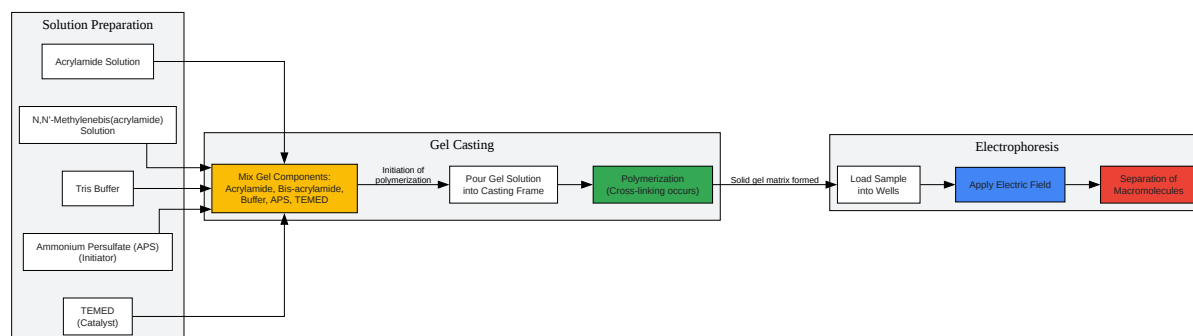 Solution Preparation
Acrylamide Solution
N,N'-Methylenebis(acrylamide)
Solution
Tris Buffer
Ammonium Persulfate (APS)
(Initiator)
TEMED
(Catalyst)
Gel Casting
Mix Gel Components:
Acrylamide, Bis-acrylamide,
Buffer, APS, TEMED
Initiation of
polymerization
Pour Gel Solution
into Casting Frame
Polymerization
(Cross-linking occurs)
Solid gel matrix formed
Electrophoresis
Load Sample
into Wells
Apply Electric Field
Separation of
Macromolecules